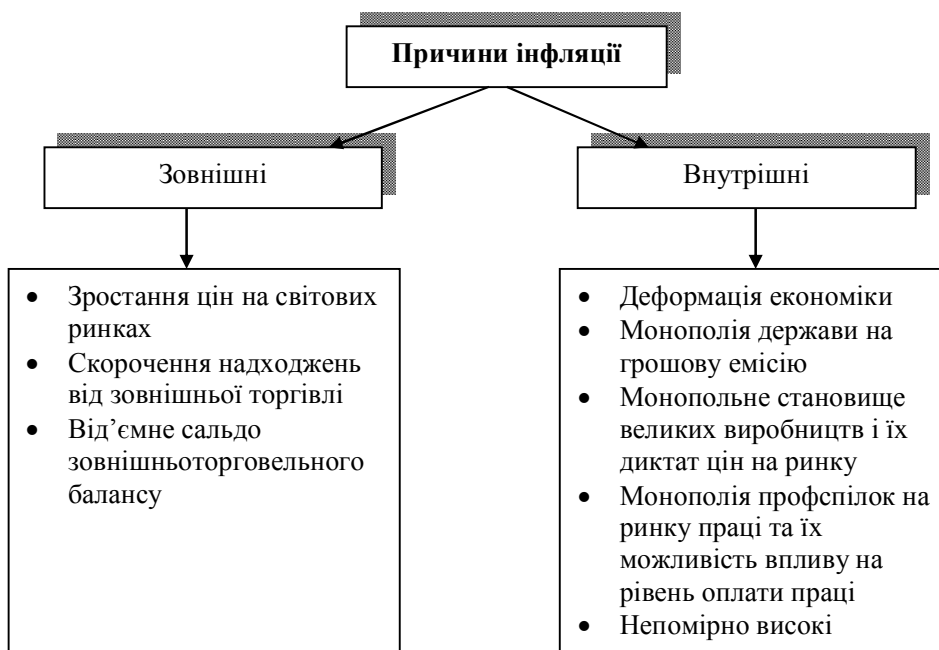 Причини інфляції
Зовнішні
Внутрішні
• Зростання цін на світових
ринках
• Скорочення надходжень
від зовнішньої торгівлі
• Від’ємне сальдо
зовнішньоторговельного
балансу
• Деформація економіки
• Монополія держави на
грошову емісію
• Монопольне становище
великих виробництв і їх
диктат цін на ринку
• Монополія профспілок на
ринку праці та їх
можливість впливу на
рівень оплати праці
• Непомірно високі